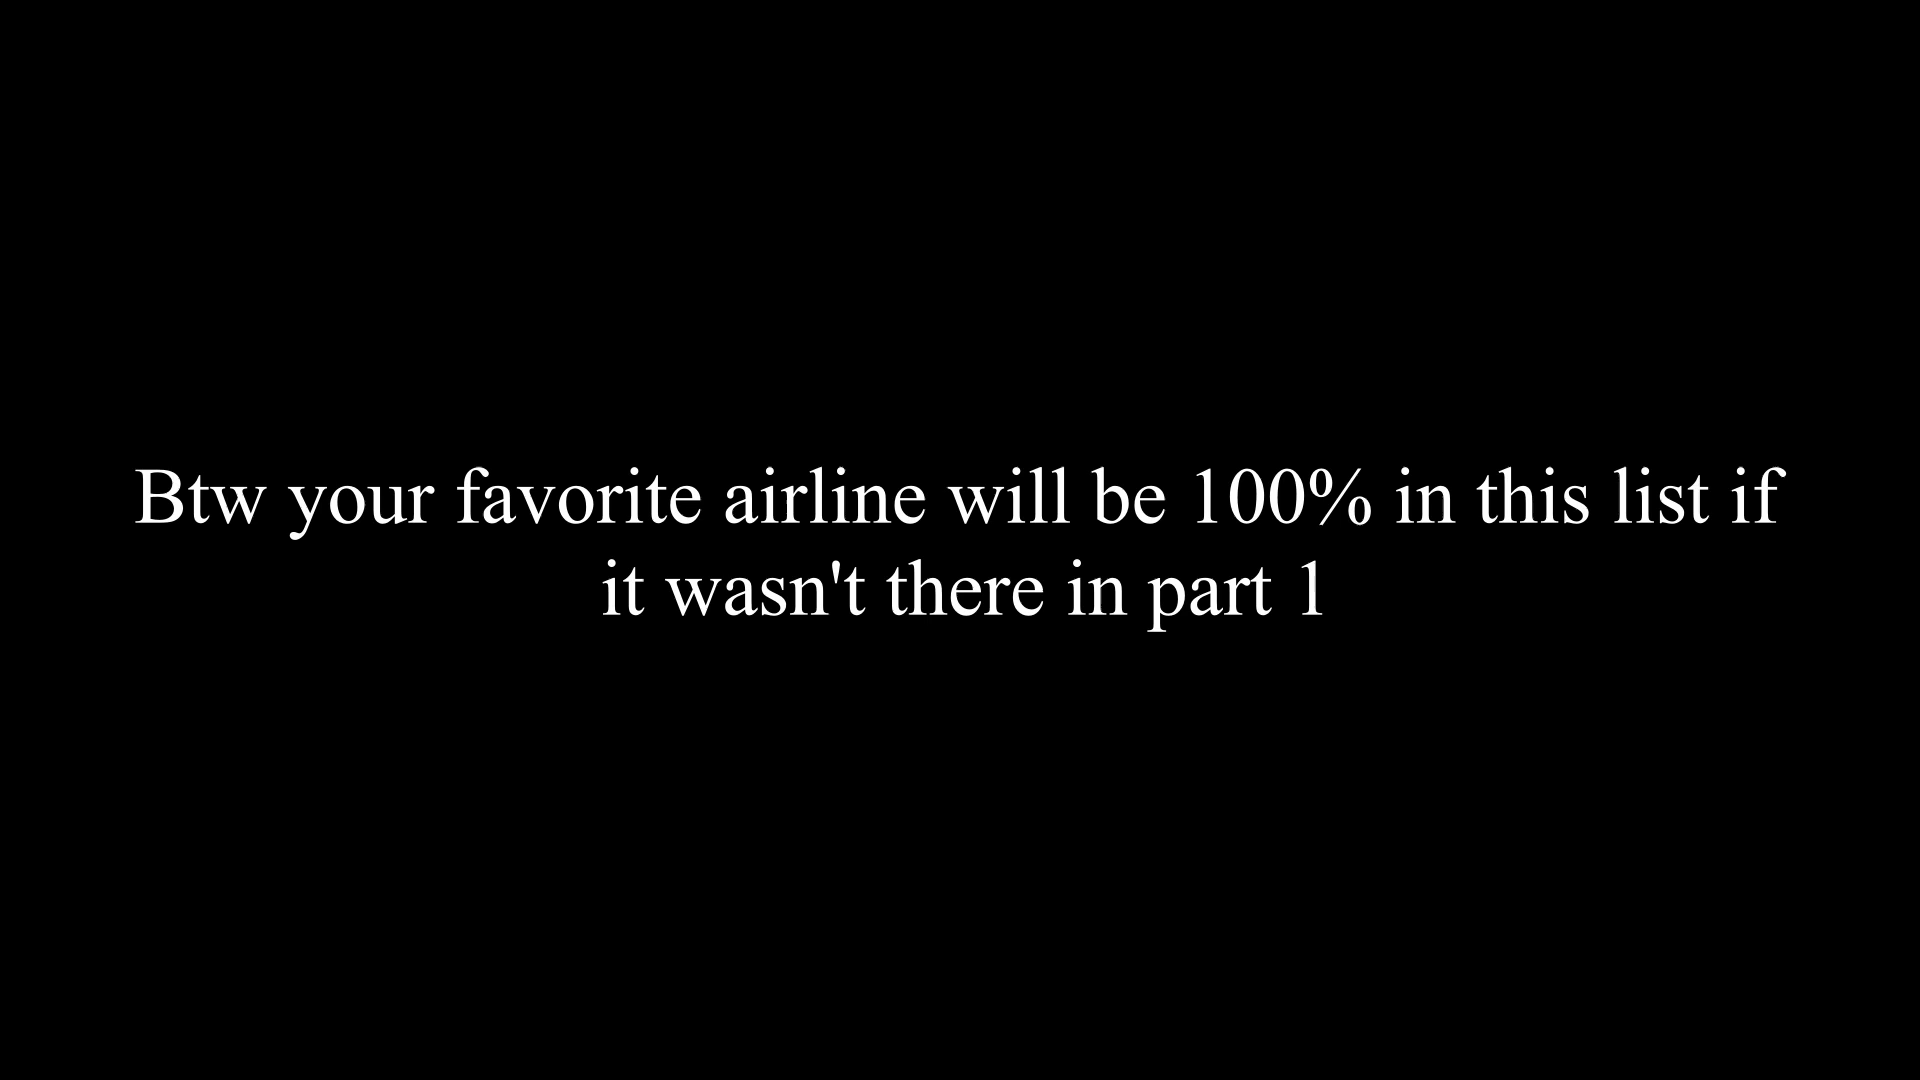 Btw your favorite airline will be 100% in this list if
it wasn't there in part 1